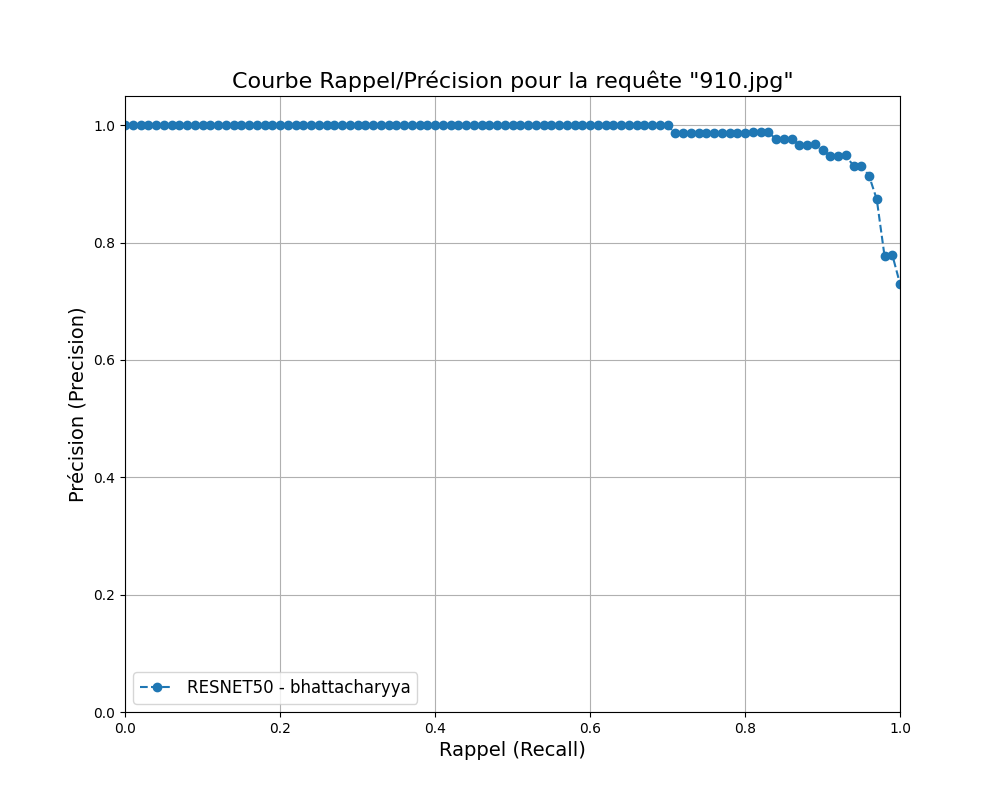 Courbe Rappel/Précision pour la requête "910.jpg"
1.0
0.8
0.6
0.4
0.2
0.0
Précision (Precision)
RESNET50 - bhattacharyya
0.0 0.2 0.4 0.6 0.8 1.0
Rappel (Recall)